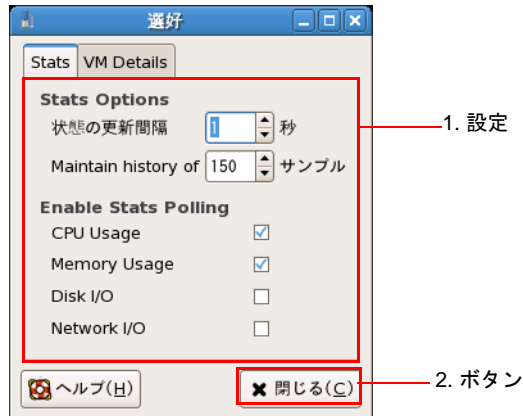 選好
Stats VM Details
Stats Options
状態の更新間隔 1 秒
1. 設定
Maintain history of 150 サンプル
Enable Stats Polling
CPU Usage
Memory Usage
Disk I/O
Network I/O
ヘルプ(H) 閉じる(C)
2. ボタン